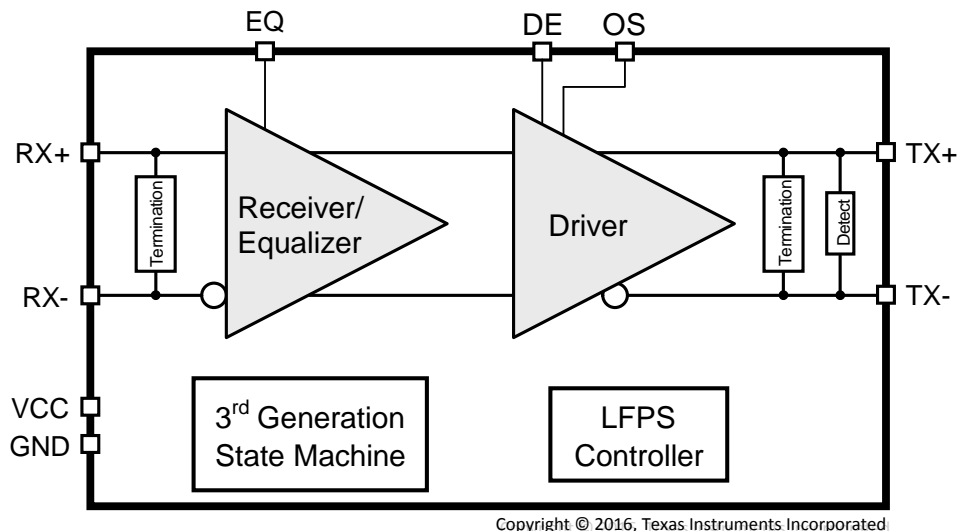 EQ
DE
OS
RX+
TX+
Termination
Receiver/
Equalizer
Driver
Termination
Detect
RX-
TX-
VCC
GND
3rd Generation
State Machine
LFPS
Controller
Copyright © 2016, Texas Instruments Incorporated